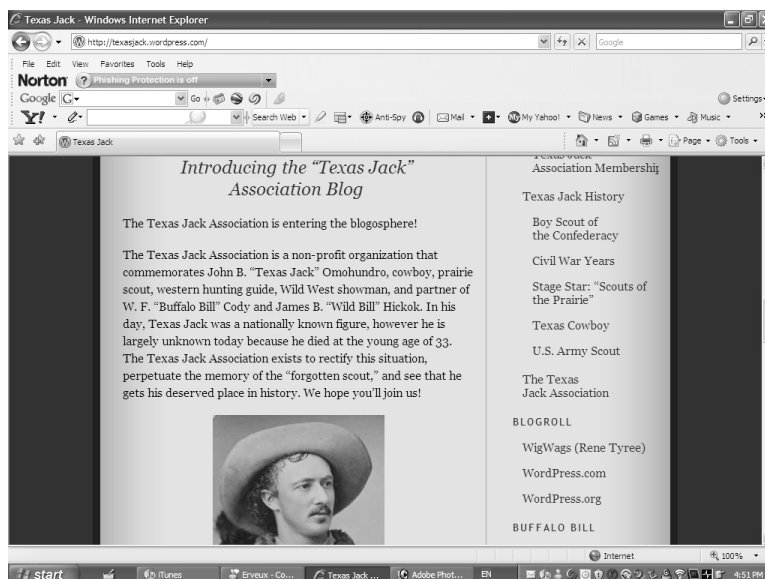 Texas Jack - Windows Internet Explorer
http://texasjack.wordpress.com/
Google
File Edit View Favorites Tools Help
Norton Phishing Protection is off
Google G Go Settings
Y! Search Web Anti-Spy Mail My Yahoo! News Games Music »
Texas Jack Page Tools
Introducing the “Texas Jack”
Association Blog
The Texas Jack Association is entering the blogosphere!
The Texas Jack Association is a non-profit organization that
commemorates John B. “Texas Jack” Omohundro, cowboy, prairie
scout, western hunting guide, Wild West showman, and partner of
W. F. “Buffalo Bill” Cody and James B. “Wild Bill” Hickok. In his
day, Texas Jack was a nationally known figure, however he is
largely unknown today because he died at the young age of 33.
The Texas Jack Association exists to rectify this situation,
perpetuate the memory of the “forgotten scout,” and see that he
gets his deserved place in history. We hope you’ll join us!
Texas Jack
Association Membership
Texas Jack History
Boy Scout of
the Confederacy
Civil War Years
Stage Star: “Scouts of
the Prairie”
Texas Cowboy
U.S. Army Scout
The Texas
Jack Association
BLOGROLL
WigWags (Rene Tyree)
WordPress.com
WordPress.org
BUFFALO BILL
Internet 100%
start iTunes Erveux - Co... Texas Jack ... Adobe Phot... EN 4:51 PM